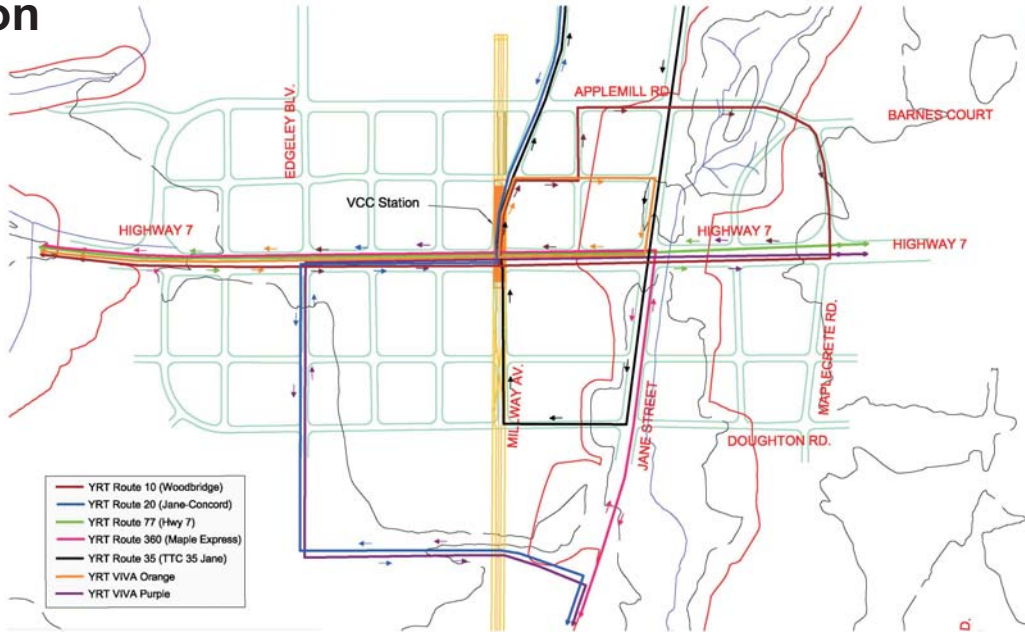 on
APPLEMILL RD.
EDGELEY BLV.
BARNES COURT
VCC Station
HIGHWAY 7
HIGHWAY 7
HIGHWAY 7
MAPLECRETE RD.
MILLWAY AV.
JANE STREET
DOUGHTON RD.
YRT Route 10 (Woodbridge)
YRT Route 20 (Jane-Concord)
YRT Route 77 (Hwy 7)
YRT Route 360 (Maple Express)
YRT Route 35 (TTC 35 Jane)
YRT VIVA Orange
YRT VIVA Purple
D.